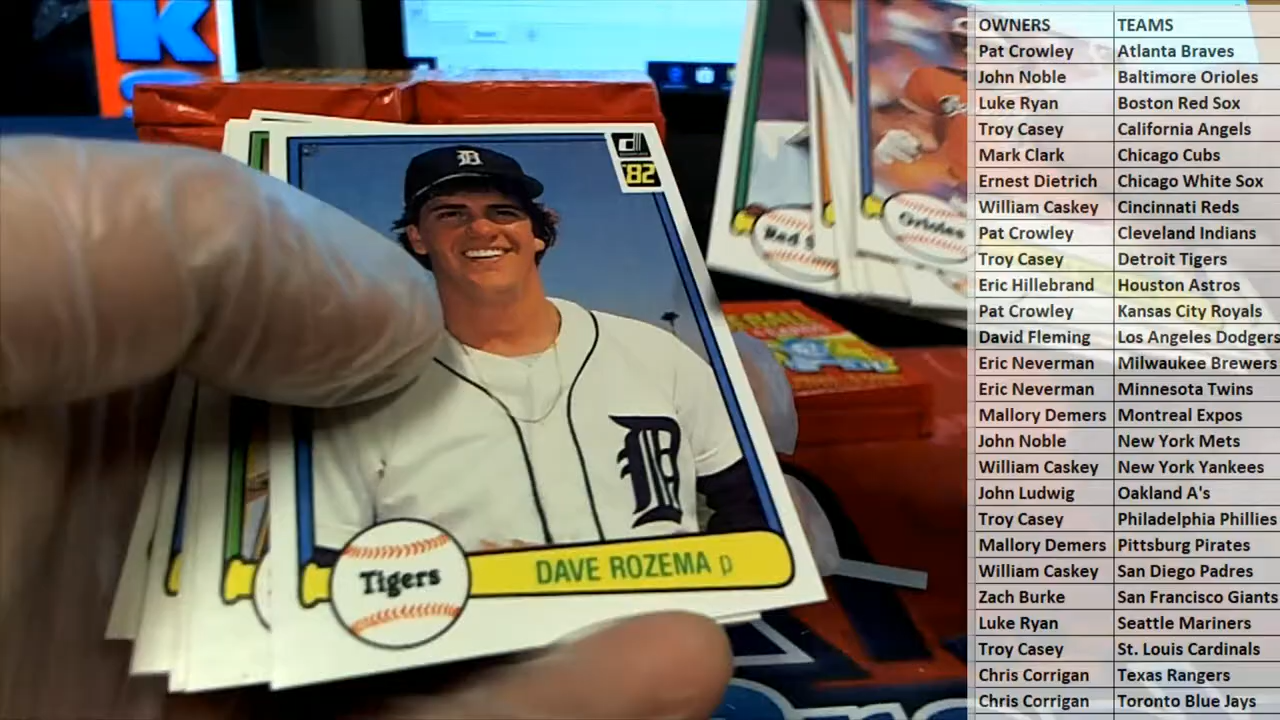 K
D
'82
D
Tigers
DAVE ROZEMA p
Red S
Orioles
OWNERS TEAMS
Pat Crowley Atlanta Braves
John Noble Baltimore Orioles
Luke Ryan Boston Red Sox
Troy Casey California Angels
Mark Clark Chicago Cubs
Ernest Dietrich Chicago White Sox
William Caskey Cincinnati Reds
Pat Crowley Cleveland Indians
Troy Casey Detroit Tigers
Eric Hillebrand Houston Astros
Pat Crowley Kansas City Royals
David Fleming Los Angeles Dodgers
Eric Neverman Milwaukee Brewers
Eric Neverman Minnesota Twins
Mallory Demers Montreal Expos
John Noble New York Mets
William Caskey New York Yankees
John Ludwig Oakland A's
Troy Casey Philadelphia Phillies
Mallory Demers Pittsburg Pirates
William Caskey San Diego Padres
Zach Burke San Francisco Giants
Luke Ryan Seattle Mariners
Troy Casey St. Louis Cardinals
Chris Corrigan Texas Rangers
Chris Corrigan Toronto Blue Jays